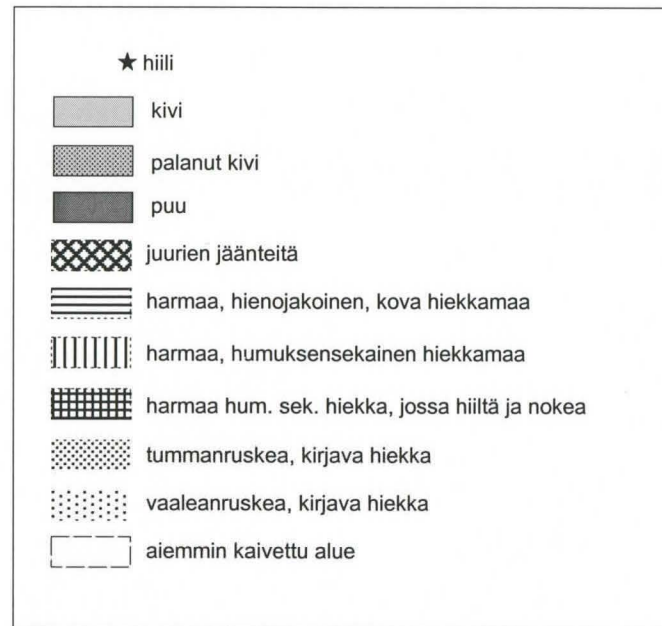 hiili
kivi
palanut kivi
puu
juurien jäänteitä
harmaa, hienojakoinen, kova hiekkamaa
harmaa, humuksensekainen hiekkamaa
harmaa hum. sek. hiekka, jossa hiiltä ja nokea
tummanruskea, kirjava hiekka
vaaleanruskea, kirjava hiekka
aiemmin kaivettu alue